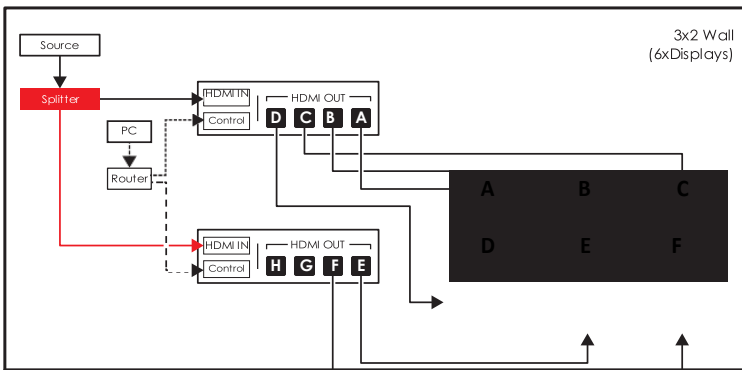 3x2 Wall
(6xDisplays)
Source
Splitter
HDMI IN
HDMI OUT
Control
D C B A
PC
Router
A B C
D E F
HDMI IN
HDMI OUT
Control
H G F E